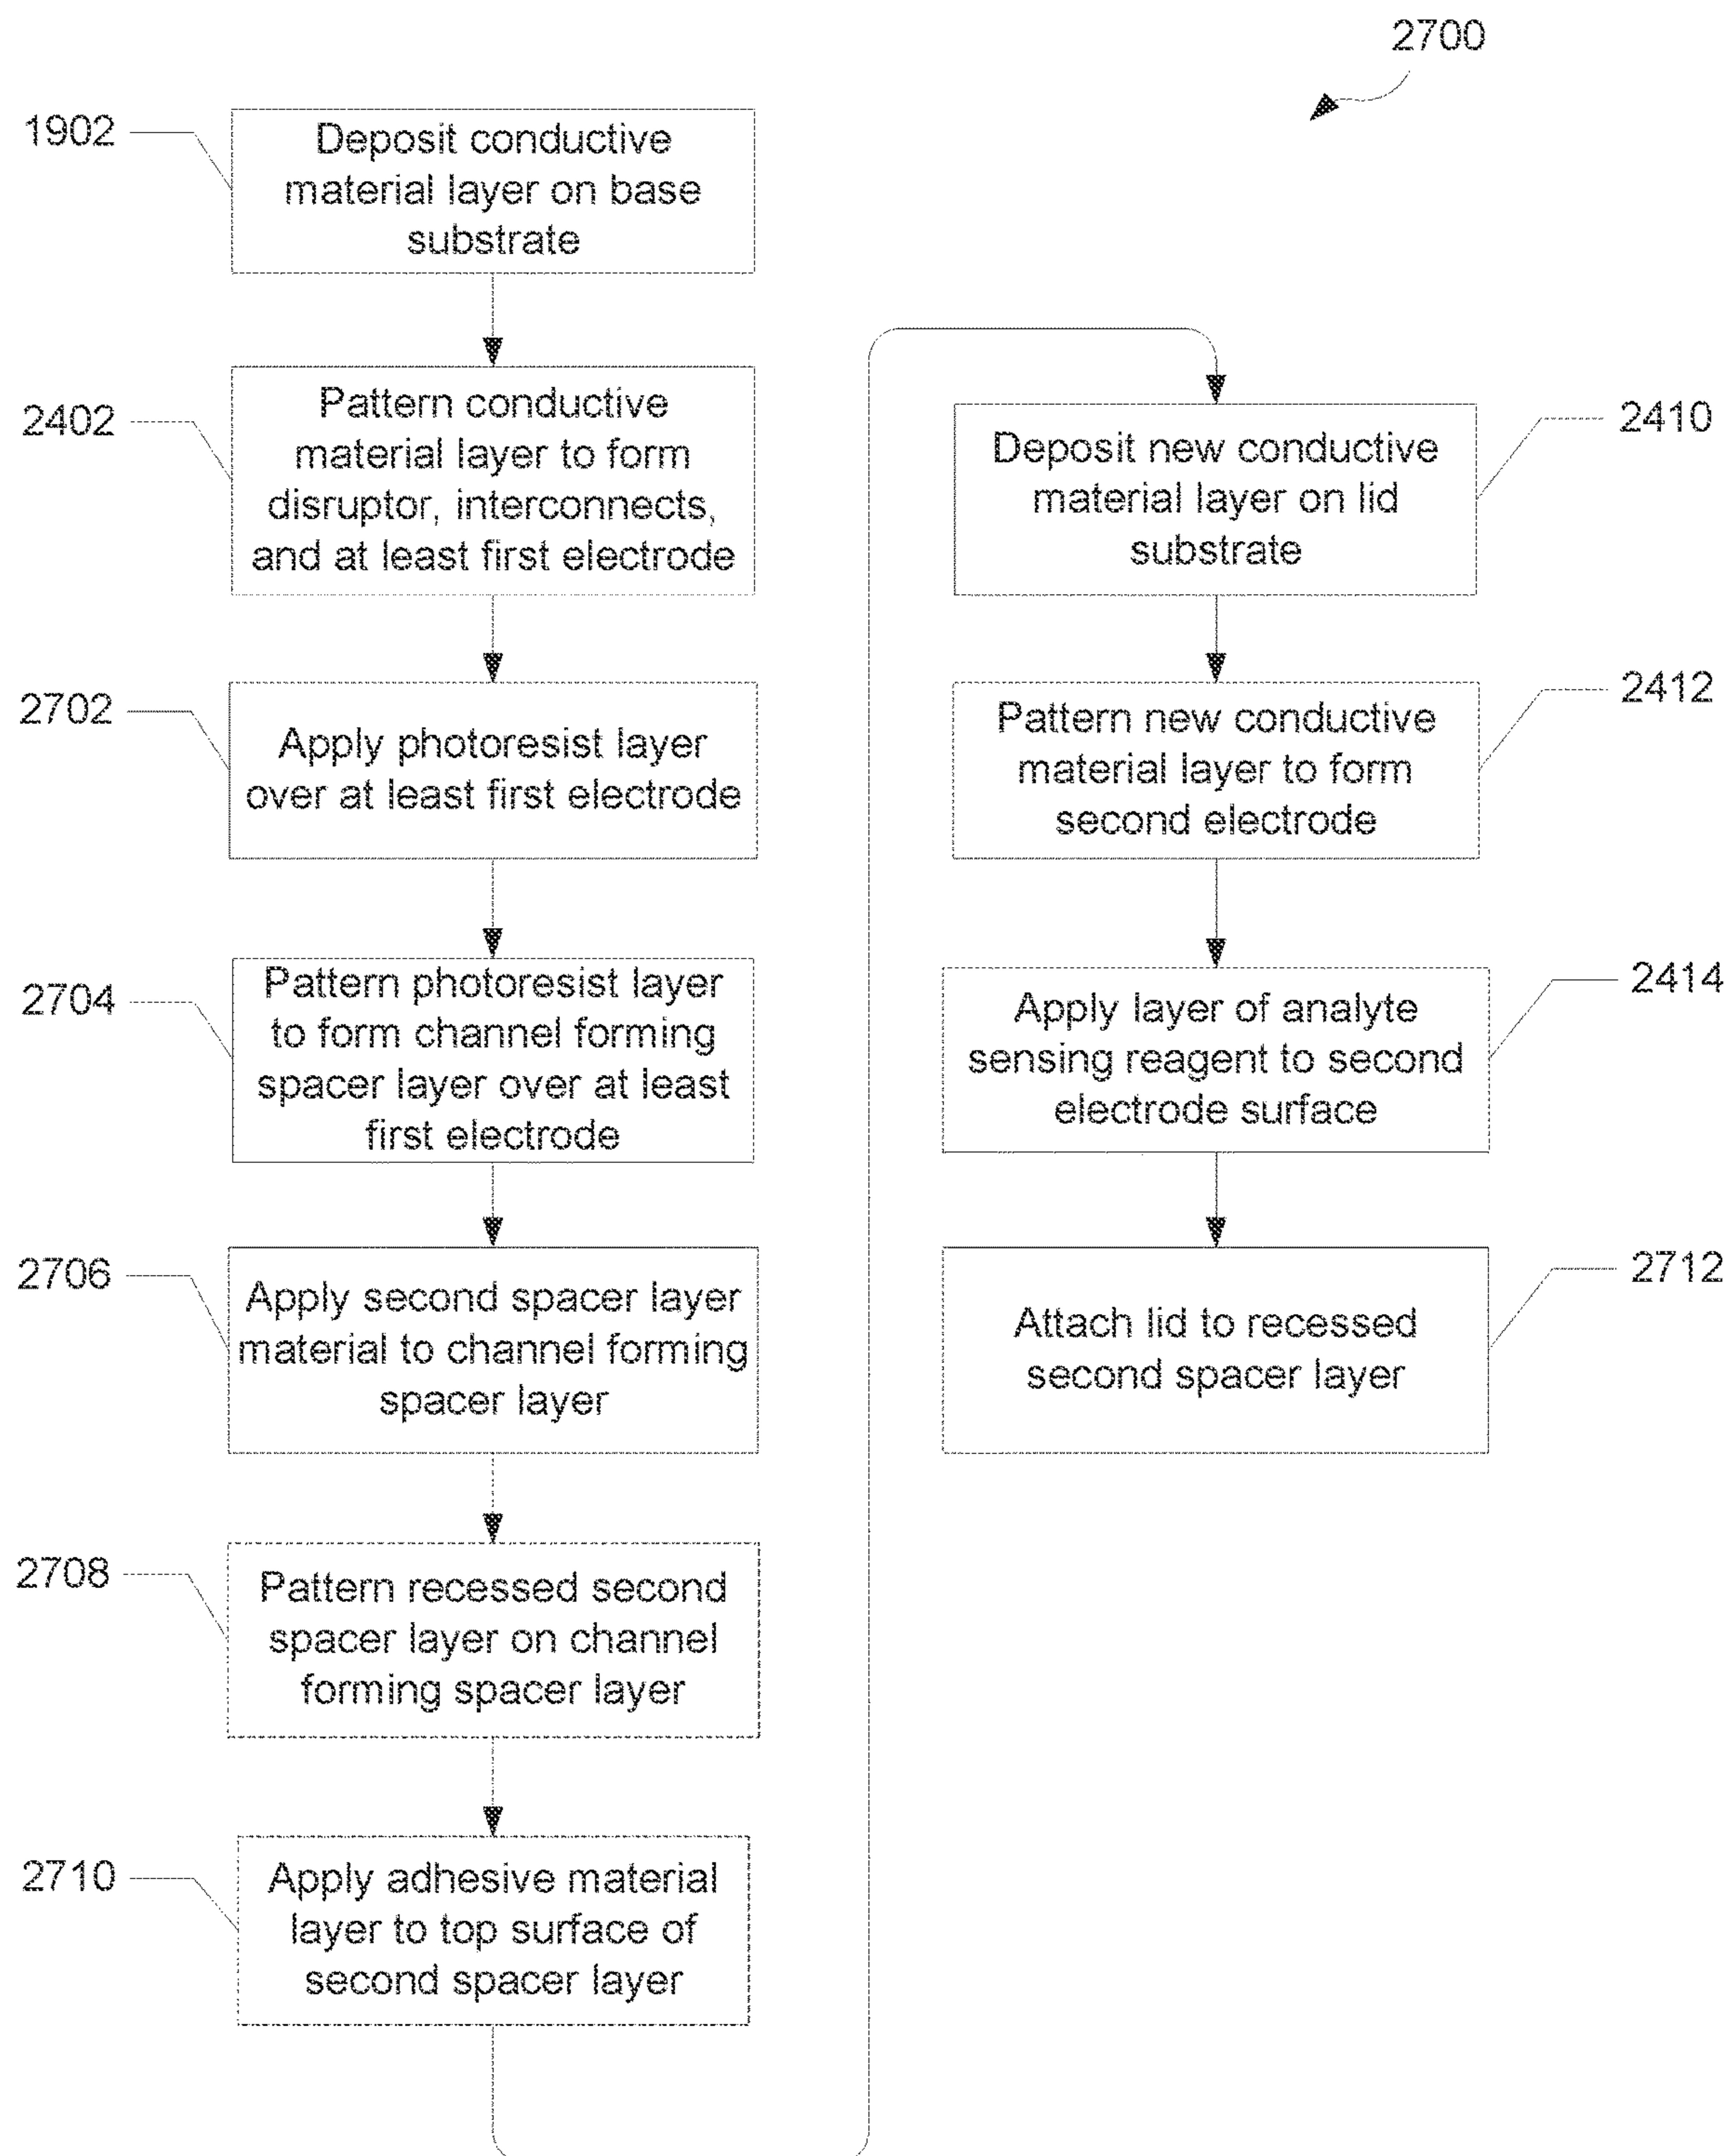 2700
1902
Deposit conductive
material layer on base
substrate
2402
Pattern conductive
material layer to form
disruptor, interconnects,
and at least first electrode
2702
Apply photoresist layer
over at least first electrode
2704
Pattern photoresist layer
to form channel forming
spacer layer over at least
first electrode
2706
Apply second spacer layer
material to channel forming
spacer layer
2708
Pattern recessed second
spacer layer on channel
forming spacer layer
2710
Apply adhesive material
layer to top surface of
second spacer layer
2410
Deposit new conductive
material layer on lid
substrate
2412
Pattern new conductive
material layer to form
second electrode
2414
Apply layer of analyte
sensing reagent to second
electrode surface
2712
Attach lid to recessed
second spacer layer